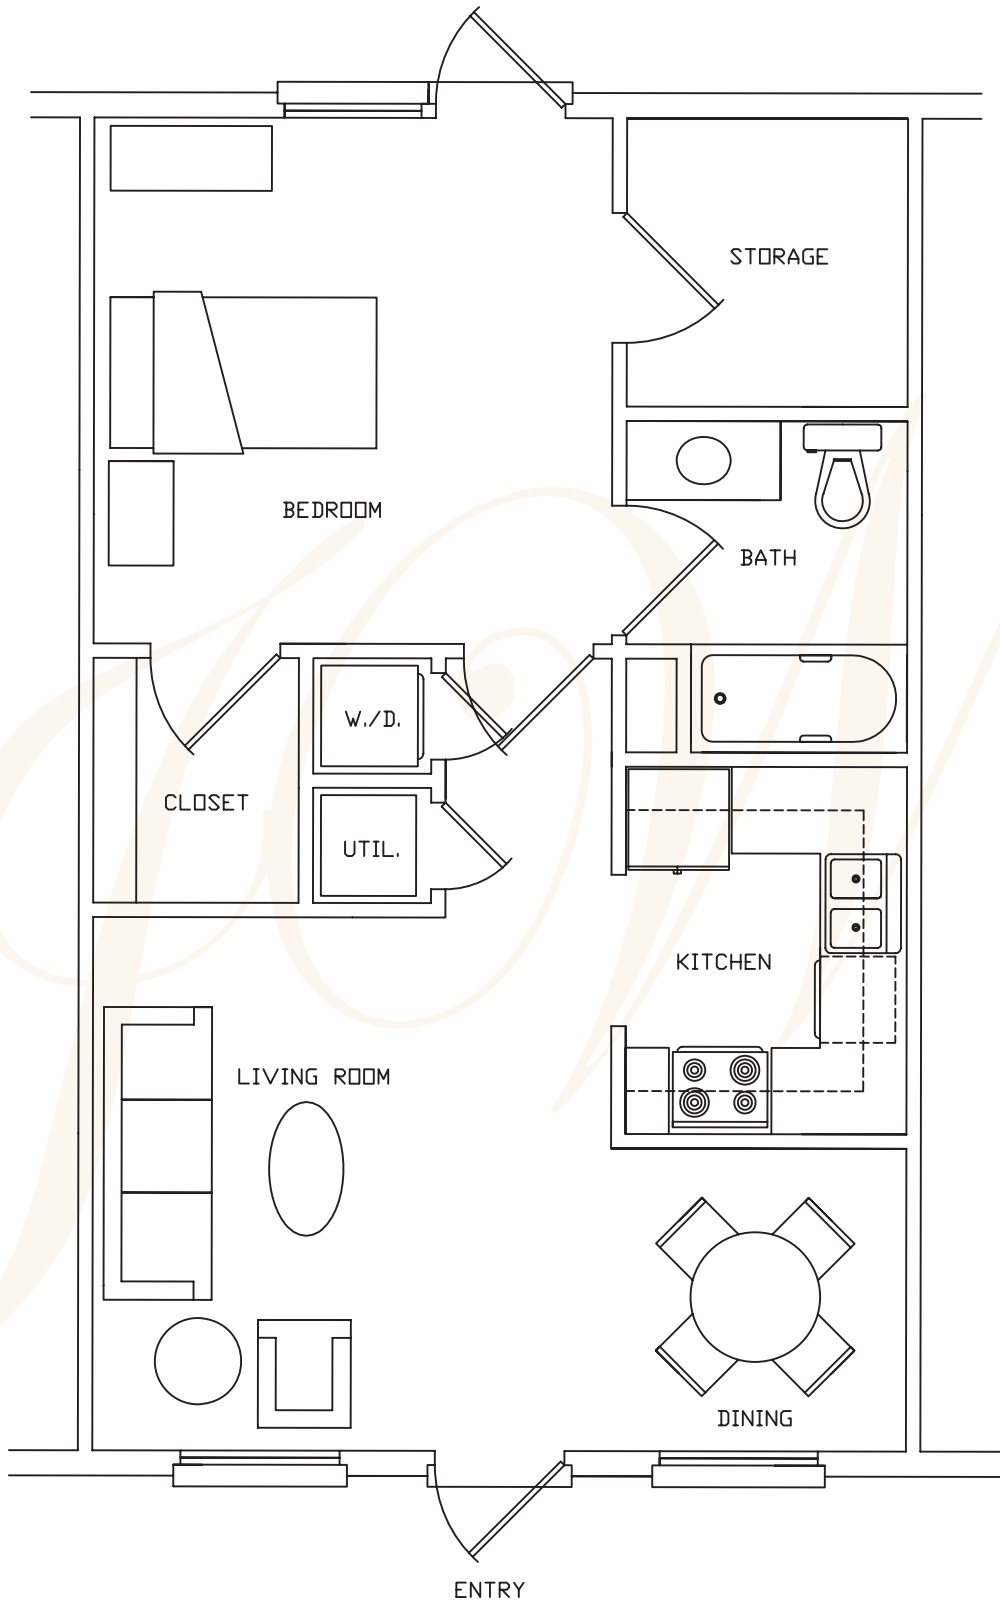 STORAGE
BEDROOM
BATH
W./D.
CLOSET
UTIL.
KITCHEN
LIVING ROOM
DINING
ENTRY